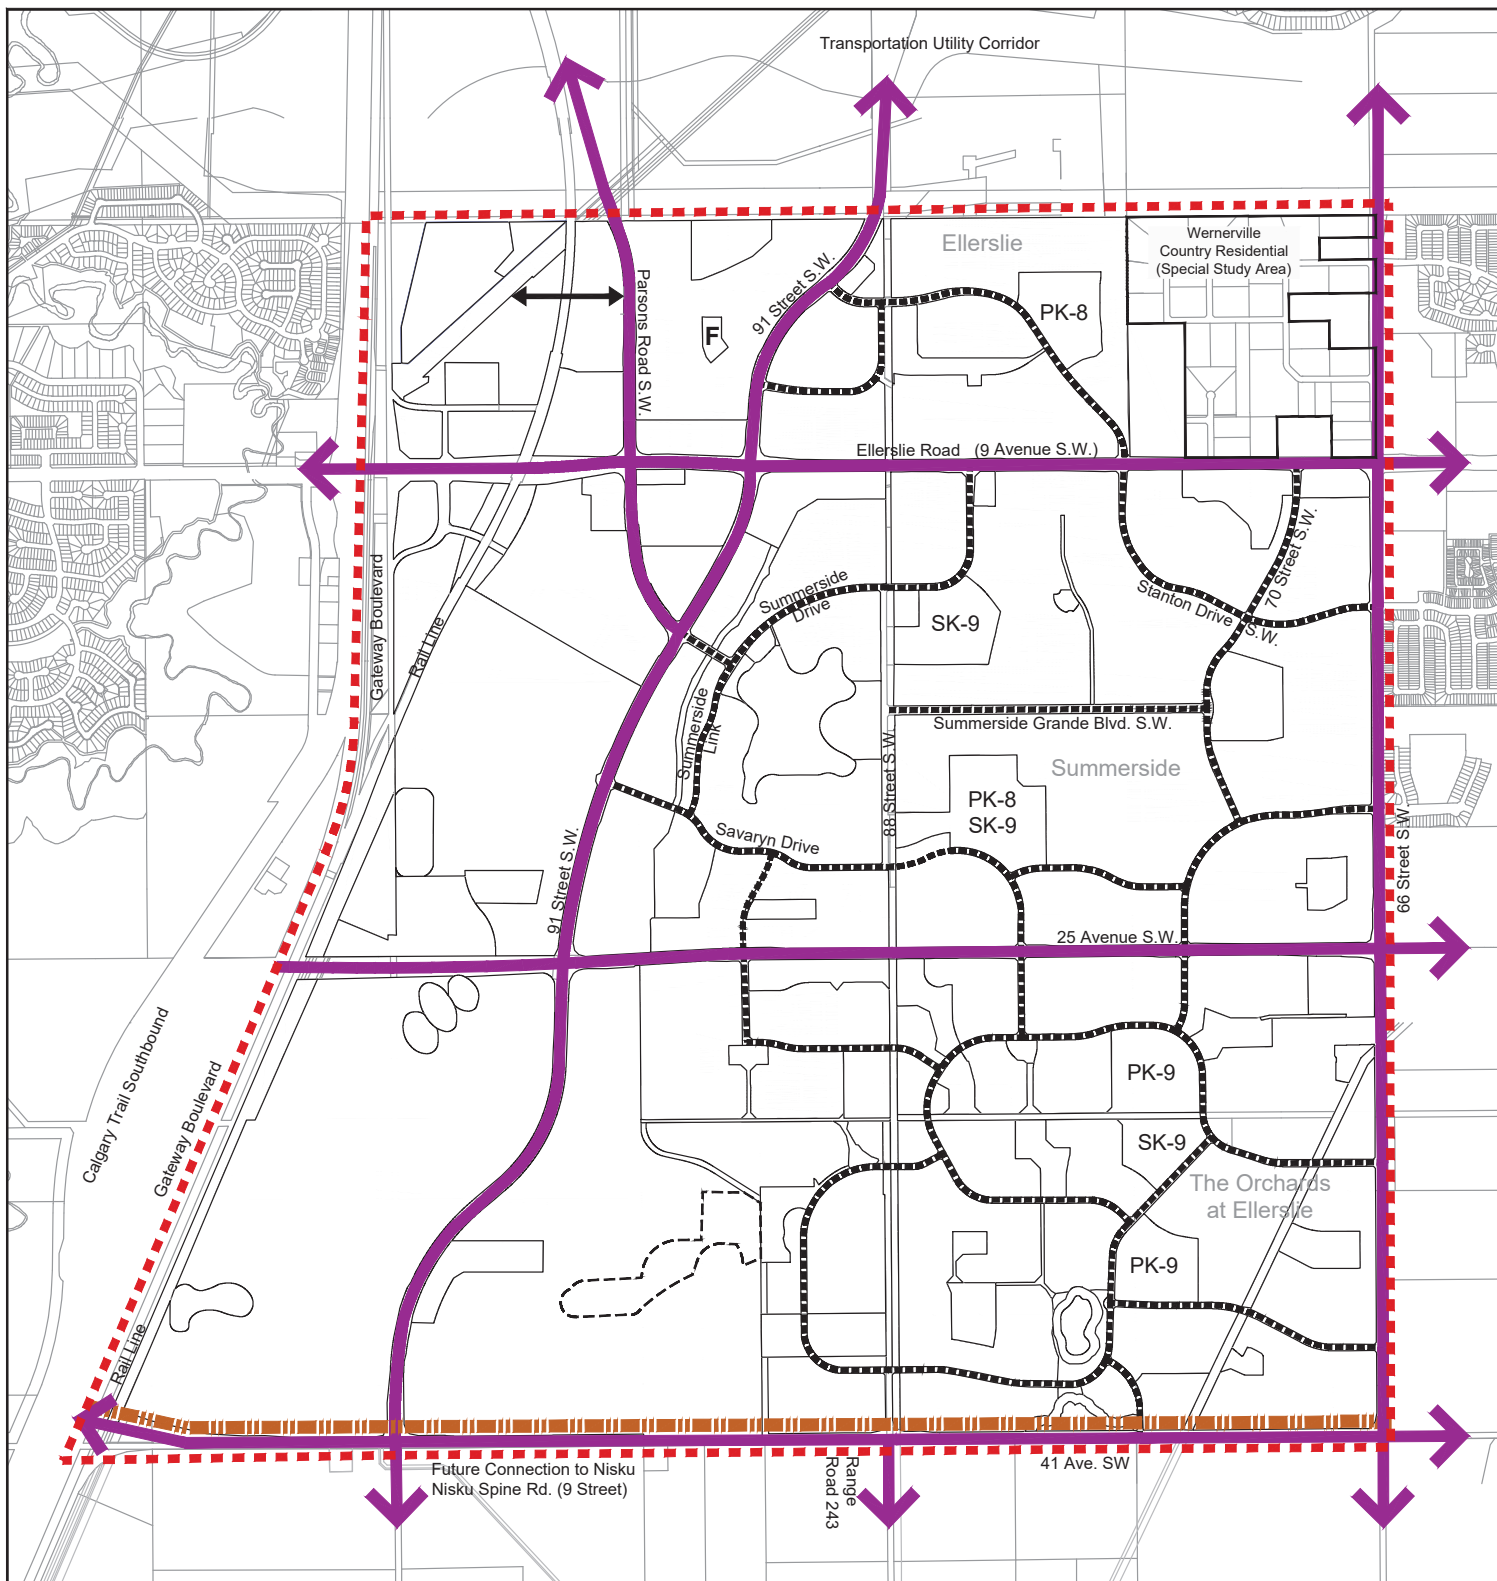 Transportation Utility Corridor
Ellerslie
Wernerville
Country Residential
(Special Study Area)
91 Street S.W.
Parsons Road S.W.
PK-8
F
Ellerslie Road (9 Avenue S.W.)
70 Street S.W.
Gateway Boulevard
Rail Line
Summerside
Drive
Stanton Drive S.W.
SK-9
Summerside
Link
Summerside Grande Blvd. S.W.
88 Street S.W.
Summerside
PK-8
SK-9
Savaryn Drive
66 Street S.W.
91 Street S.W.
25 Avenue S.W.
Calgary Trail Southbound
Gateway Boulevard
PK-9
SK-9
The Orchards
at Ellerslie
PK-9
Rail Line
Future Connection to Nisku
Nisku Spine Rd. (9 Street)
Range
Road 243
41 Ave. SW